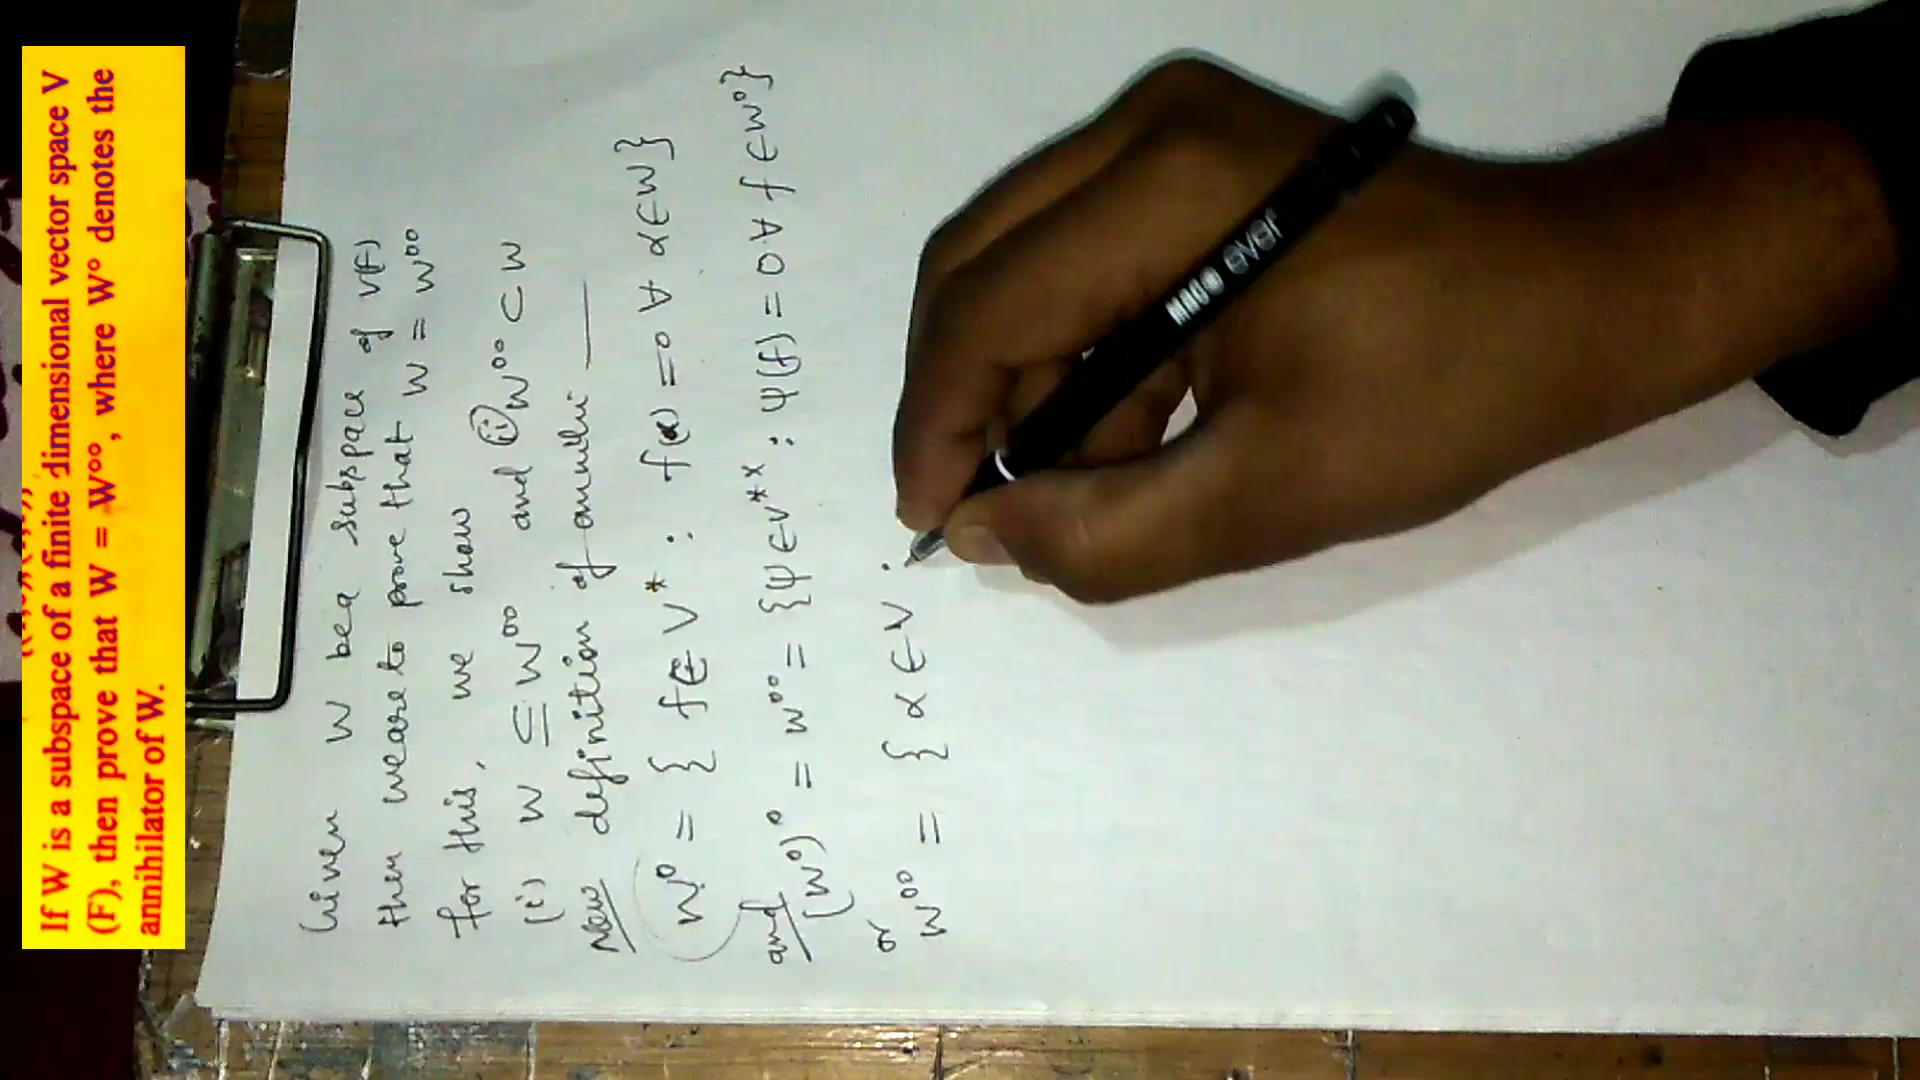 If W is a subspace of a finite dimensional vector space V
(F), then prove that W = W°°, where W° denotes the
annihilator of W.
Given W be a subspace of V(F)
then we are to prove that W = W°°
for this, we show
(i) W ⊆ W°° and (ii) W°° ⊂ W
Now definition of annihi
W° = { f ∈ V* : f(α) = 0 ∀ α ∈ W}
and
(W°)° = W°° = {ψ ∈ V** : ψ(f) = 0 ∀ f ∈ W°}
or
W°° = { α ∈ V :
ever